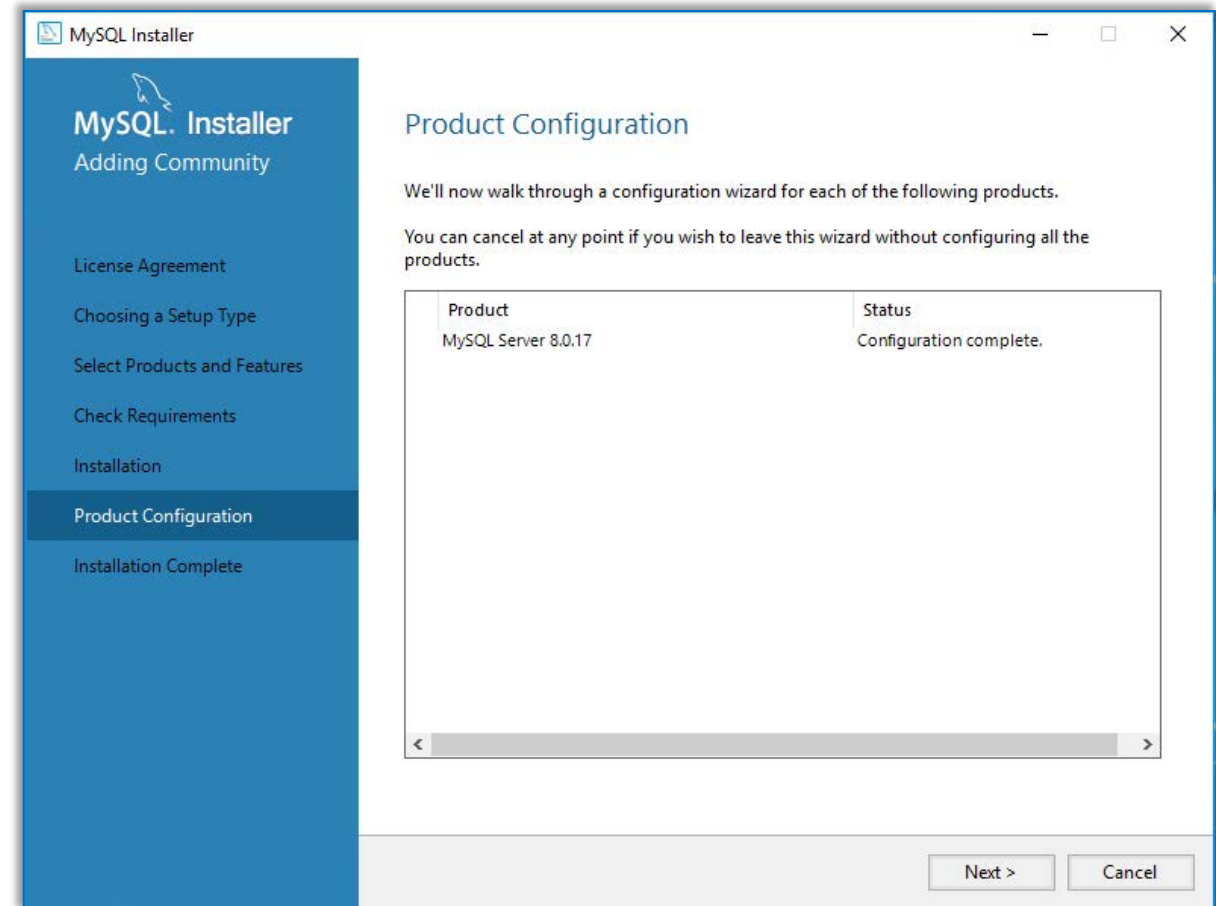 MySQL Installer
MySQL. Installer
Adding Community
License Agreement
Choosing a Setup Type
Select Products and Features
Check Requirements
Installation
Product Configuration
Installation Complete
Product Configuration
We'll now walk through a configuration wizard for each of the following products.
You can cancel at any point if you wish to leave this wizard without configuring all the
products.
Product Status
MySQL Server 8.0.17 Configuration complete.
Next > Cancel